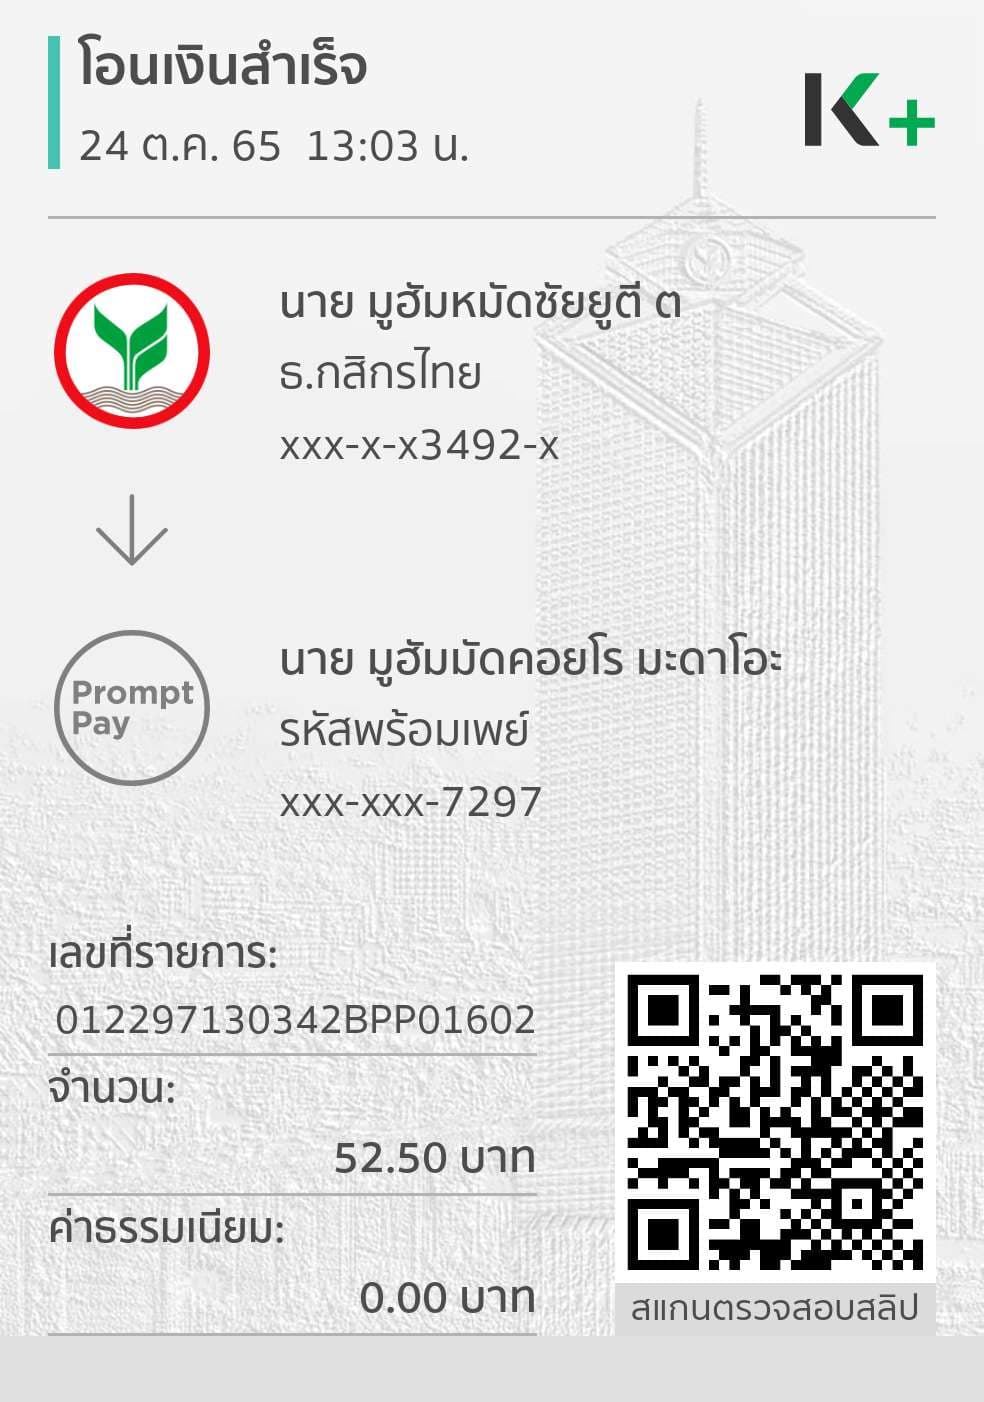 โอนเงินสำเร็จ
24 ต.ค. 65 13:03 น.
K+
นาย มูฮัมหมัดซัยยูตี ต
ธ.กสิกรไทย
xxx-x-x3492-x
Prompt
Pay
นาย มูฮัมมัดคอยโร มะดาโอะ
รหัสพร้อมเพย์
xxx-xxx-7297
เลขที่รายการ:
012297130342BPP01602
จำนวน:
52.50 บาท
ค่าธรรมเนียม:
0.00 บาท
สแกนตรวจสอบสลิป